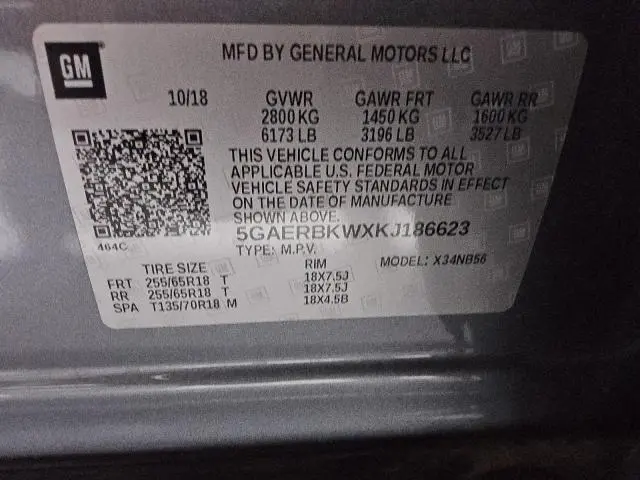 GM
MFD BY GENERAL MOTORS LLC
10/18 GVWR GAWR FRT GAWR RR
2800 KG 1450 KG 1600 KG
6173 LB 3196 LB 3527 LB
THIS VEHICLE CONFORMS TO ALL
APPLICABLE U.S. FEDERAL MOTOR
VEHICLE SAFETY STANDARDS IN EFFECT
ON THE DATE OF MANUFACTURE
SHOWN ABOVE.
464C
5GAERBKWXKJ186623
TYPE: M.P.V. MODEL: X34NB56
TIRE SIZE RIM
FRT 255/65R18 T 18X7.5J
RR 255/65R18 T 18X7.5J
SPA T135/70R18 M 18X4.5B